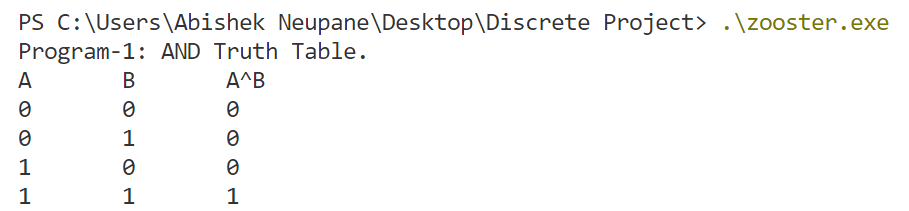 PS C:\Users\Abishek Neupane\Desktop\Discrete Project> .\zooster.exe
Program-1: AND Truth Table.
A B A^B
0 0 0
0 1 0
1 0 0
1 1 1